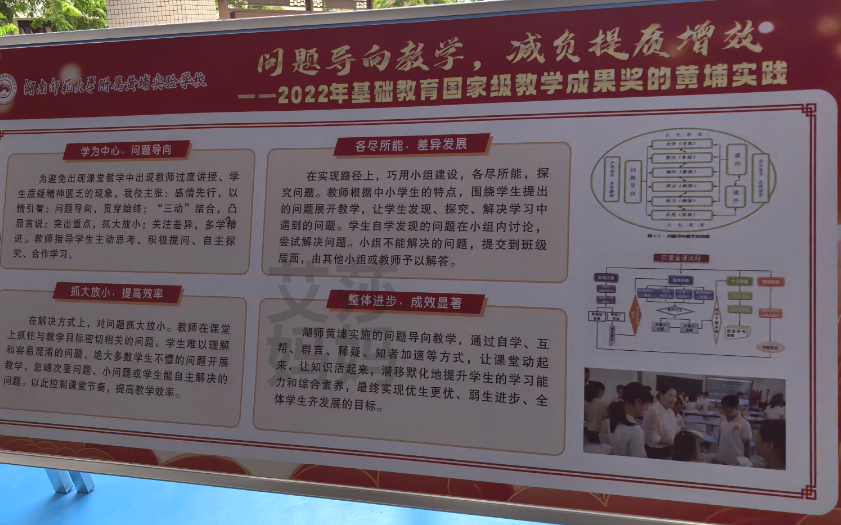 湖南师范大学附属黄埔实验学校
问题导向教学，减负提质增效
——2022年基础教育国家级教学成果奖的黄埔实践
学为中心，问题导向
为避免出现课堂教学中出现教师过度讲授、学
生质疑精神匮乏的现象，我校主张：感情先行，以
情引智；问题导向，贯穿始终；“三动”结合，凸
显言说；突出重点，抓大放小；关注差异，多学精
进。教师指导学生主动思考、积极提问、自主探
究、合作学习。
各尽所能，差异发展
在实现路径上，巧用小组建设，各尽所能，探
究问题。教师根据中小学生的特点，围绕学生提出
的问题展开教学，让学生发现、探究、解决学习中
遇到的问题。学生自学发现的问题在小组内讨论，
尝试解决问题。小组不能解决的问题，提交到班级
层面，由其他小组或教师予以解答。
抓大放小，提高效率
在解决方式上，对问题抓大放小。教师在课堂
上抓住与教学目标密切相关的问题、学生难以理解
和容易混淆的问题、绝大多数学生不懂的问题开展
教学，忽略次要问题、小问题或学生能自主解决的
问题。以此控制课堂节奏，提高教学效率。
整体进步，成效显著
湖师黄埔实施的问题导向教学，通过自学、互
帮、群言、释疑、知者加速等方式，让课堂动起
来，让知识活起来，潜移默化地提升学生的学习能
力和综合素养，最终实现优生更优、弱生进步、全
体学生齐发展的目标。
问题导向
艾莎